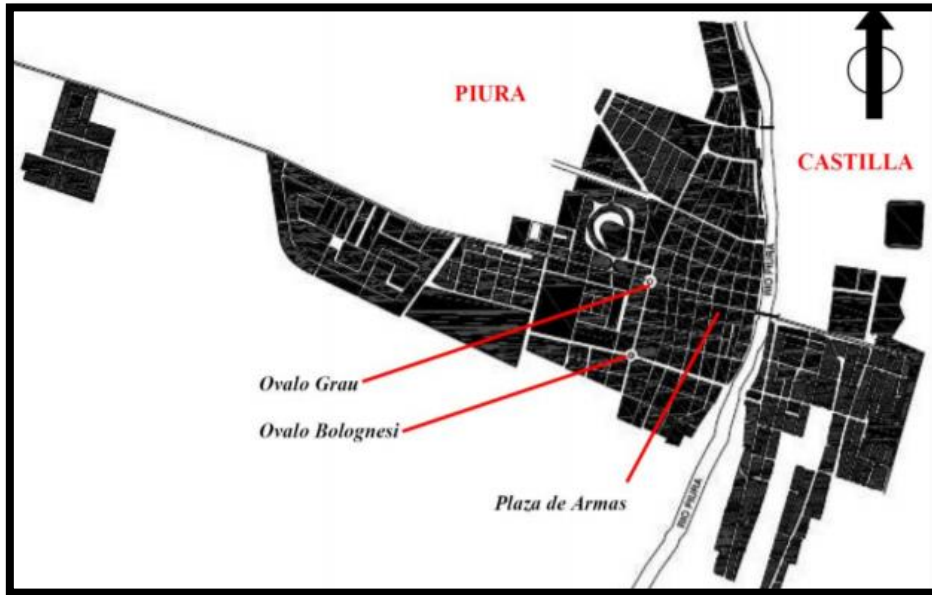 PIURA
CASTILLA
RIO PIURA
Ovalo Grau
Ovalo Bolognesi
Plaza de Armas
RIO PIURA